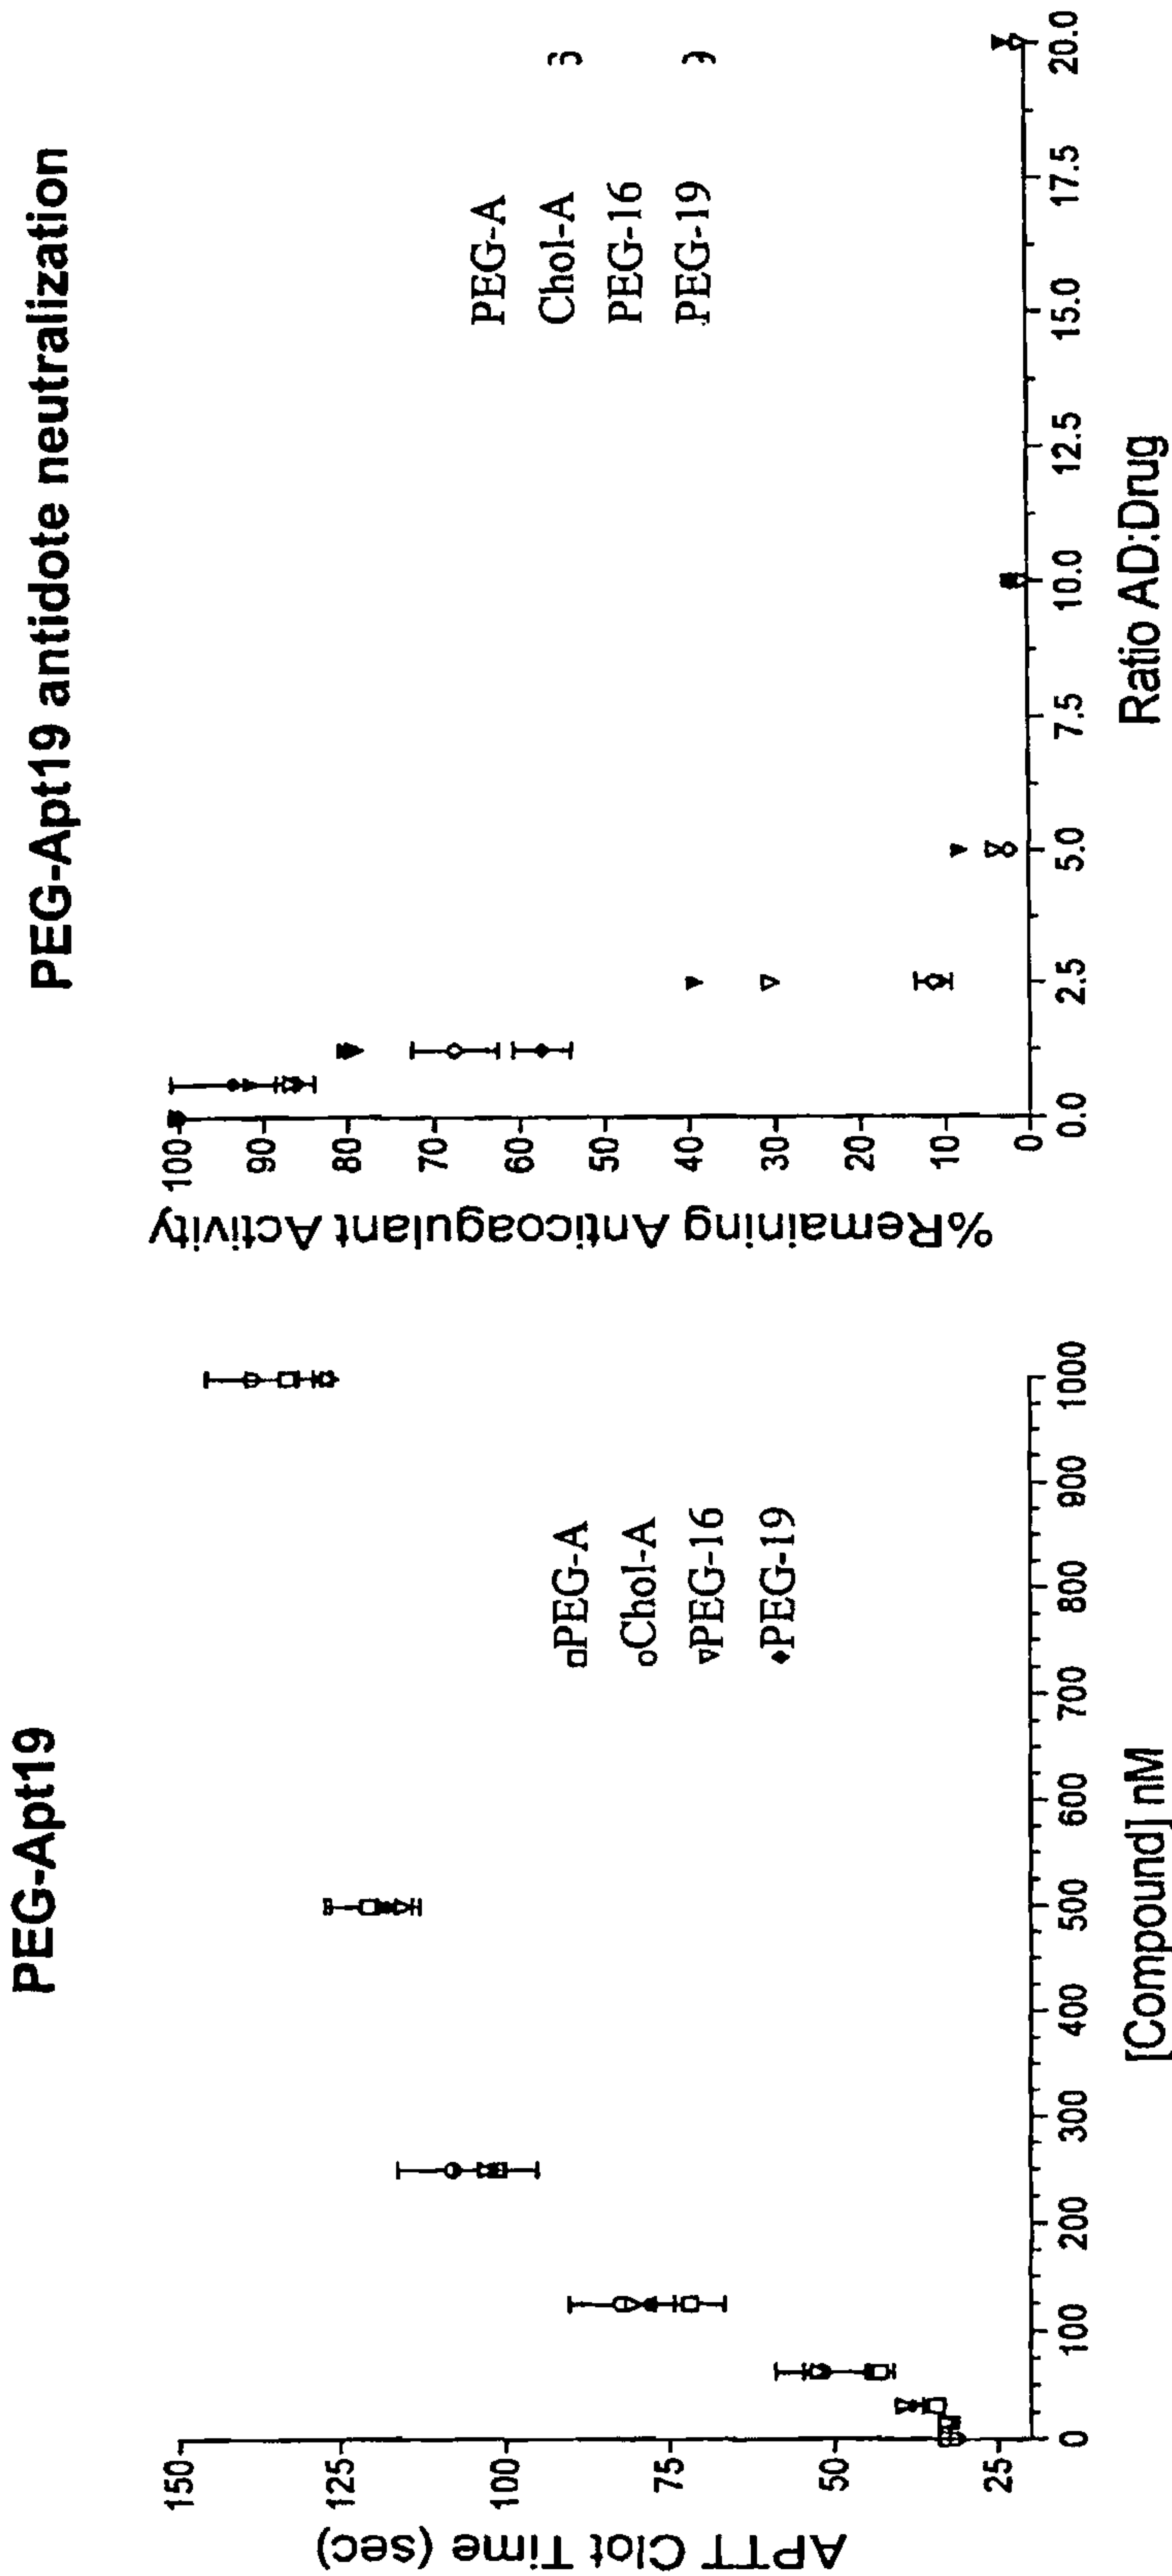 PEG-Apt19
APTT Clot Time (sec)
150
125
100
75
50
25
0 100 200 300 400 500 600 700 800 900 1000
[Compound] nM
PEG-A
Chol-A
PEG-16
PEG-19
PEG-Apt19 antidote neutralization
%Remaining Anticoagulant Activity
100
90
80
70
60
50
40
30
20
10
0
0.0 2.5 5.0 7.5 10.0 12.5 15.0 17.5 20.0
Ratio AD:Drug
PEG-A
Chol-A
PEG-16
PEG-19